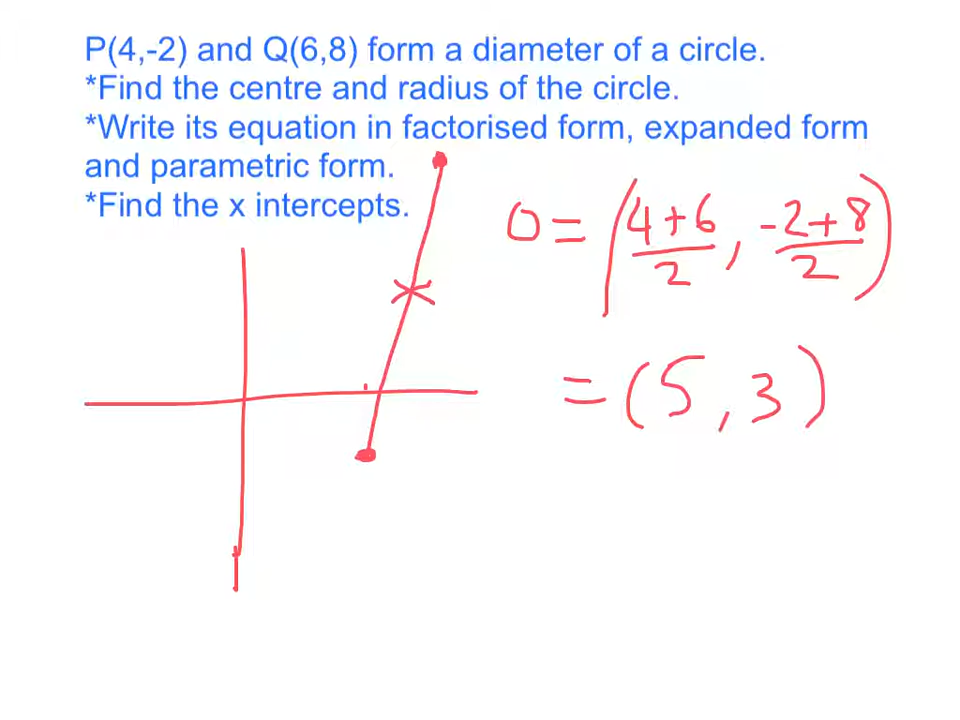 P(4,-2) and Q(6,8) form a diameter of a circle.
*Find the centre and radius of the circle.
*Write its equation in factorised form, expanded form
and parametric form.
*Find the x intercepts.
O = (4+6/2, -2+8/2)
= (5, 3)